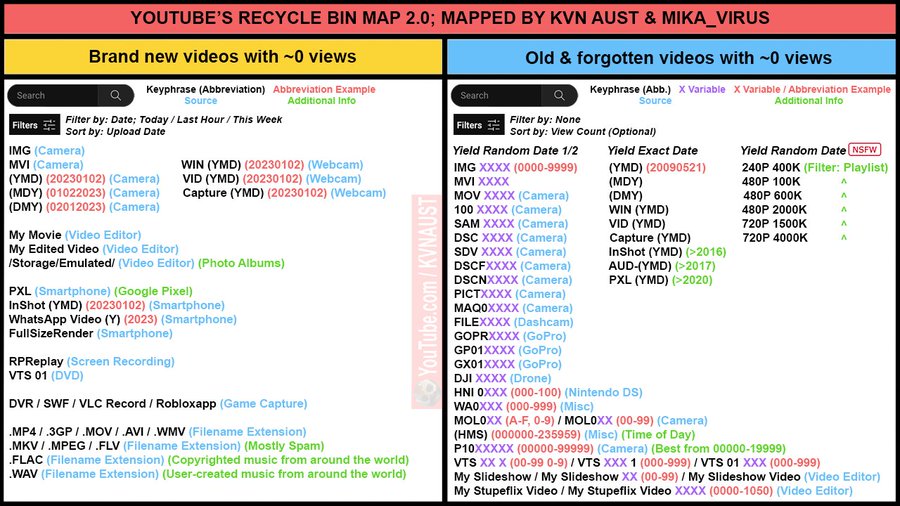 YOUTUBE'S RECYCLE BIN MAP 2.0; MAPPED BY KVN AUST & MIKA_VIRUS
Brand new videos with ~0 views
Search
Keyphrase (Abbreviation) Abbreviation Example
Source Additional Info
Filters
Filter by: Date; Today / Last Hour / This Week
Sort by: Upload Date
IMG (Camera)
MVI (Camera)
(YMD) (20230102) (Camera)
(MDY) (01022023) (Camera)
(DMY) (02012023) (Camera)
WIN (YMD) (20230102) (Webcam)
VID (YMD) (20230102) (Webcam)
Capture (YMD) (20230102) (Webcam)
My Movie (Video Editor)
My Edited Video (Video Editor)
/Storage/Emulated/ (Video Editor) (Photo Albums)
PXL (Smartphone) (Google Pixel)
InShot (YMD) (20230102) (Smartphone)
WhatsApp Video (Y) (2023) (Smartphone)
FullSizeRender (Smartphone)
RPReplay (Screen Recording)
VTS 01 (DVD)
DVR / SWF / VLC Record / Robloxapp (Game Capture)
.MP4 / .3GP / .MOV / .AVI / .WMV (Filename Extension)
.MKV / .MPEG / .FLV (Filename Extension) (Mostly Spam)
.FLAC (Filename Extension) (Copyrighted music from around the world)
.WAV (Filename Extension) (User-created music from around the world)
YouTube.com / KVNAUST
Old & forgotten videos with ~0 views
Search
Keyphrase (Abb.) X Variable X Variable / Abbreviation Example
Source Additional Info
Filters
Filter by: None
Sort by: View Count (Optional)
Yield Random Date 1/2
IMG XXXX (0000-9999)
MVI XXXX
MOV XXXX (Camera)
100 XXXX (Camera)
SAM XXXX (Camera)
DSC XXXX (Camera)
SDV XXXX (Camera)
DSCFXXXX (Camera)
DSCNXXXX (Camera)
PICTXXXX (Camera)
MAQ0XXXX (Camera)
FILEXXXX (Dashcam)
GOPRXXXX (GoPro)
GP01XXXX (GoPro)
GX01XXXX (GoPro)
DJI XXXX (Drone)
HNI 0XXX (000-100) (Nintendo DS)
WA0XXX (000-999) (Misc)
MOL0XX (A-F, 0-9) / MOL0XX (00-99) (Camera)
(HMS) (000000-235959) (Misc) (Time of Day)
P10XXXXX (00000-99999) (Camera) (Best from 00000-19999)
VTS XX X (00-99 0-9) / VTS XXX 1 (000-999) / VTS 01 XXX (000-999)
My Slideshow / My Slideshow XX (00-99) / My Slideshow Video (Video Editor)
My Stupeflix Video / My Stupeflix Video XXXX (0000-1050) (Video Editor)
Yield Exact Date
(YMD) (20090521)
(MDY)
(DMY)
WIN (YMD)
VID (YMD)
Capture (YMD)
InShot (YMD) (>2016)
AUD-(YMD) (>2017)
PXL (YMD) (>2020)
Yield Random Date NSFW
240P 400K (Filter: Playlist)
480P 100K ^
480P 600K ^
480P 2000K ^
720P 1500K ^
720P 4000K ^